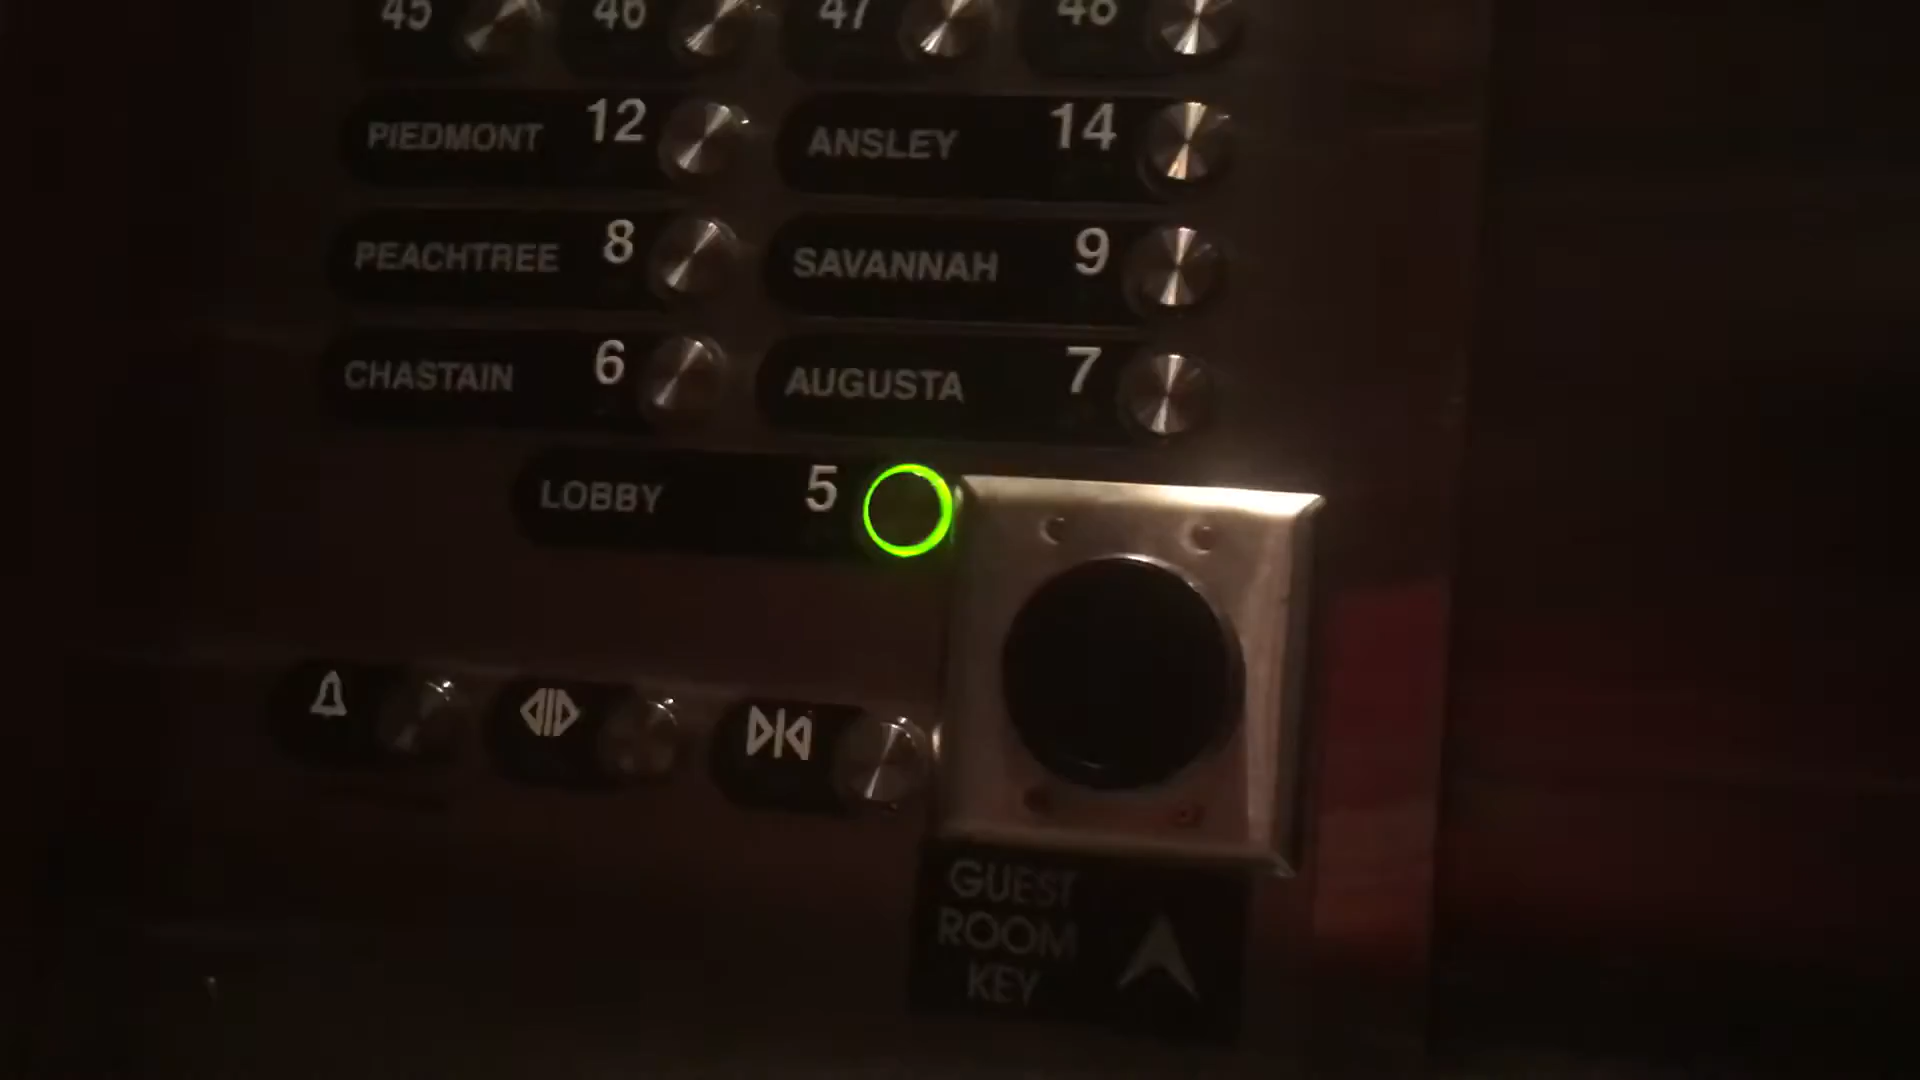 45 46 47 48
PIEDMONT 12 ANSLEY 14
PEACHTREE 8 SAVANNAH 9
CHASTAIN 6 AUGUSTA 7
LOBBY 5
GUEST
ROOM
KEY